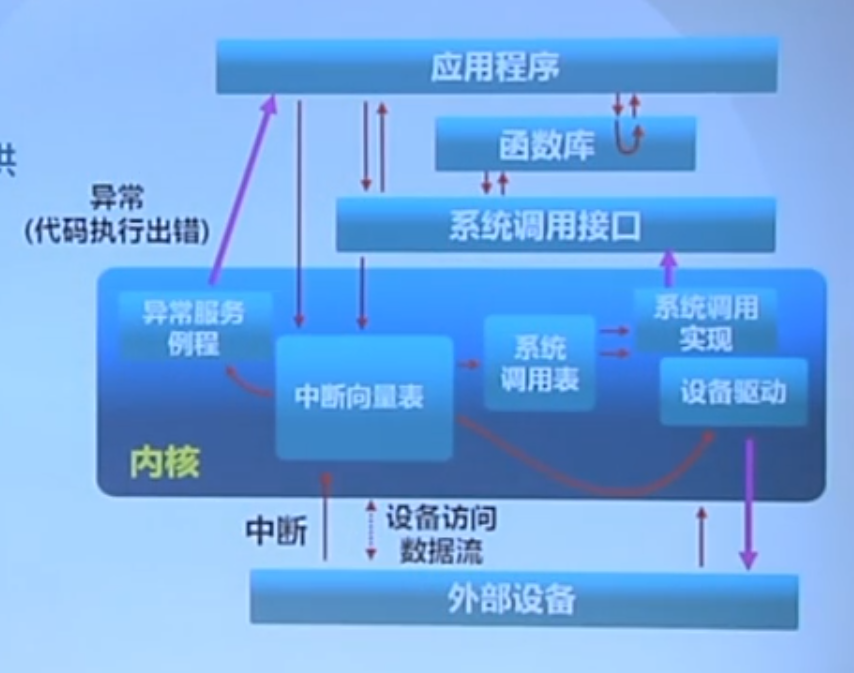 应用程序
函数库
供
异常
(代码执行出错)
系统调用接口
异常服务
例程
系统调用
实现
系统
调用表
中断向量表
设备驱动
内核
中断
设备访问
数据流
外部设备